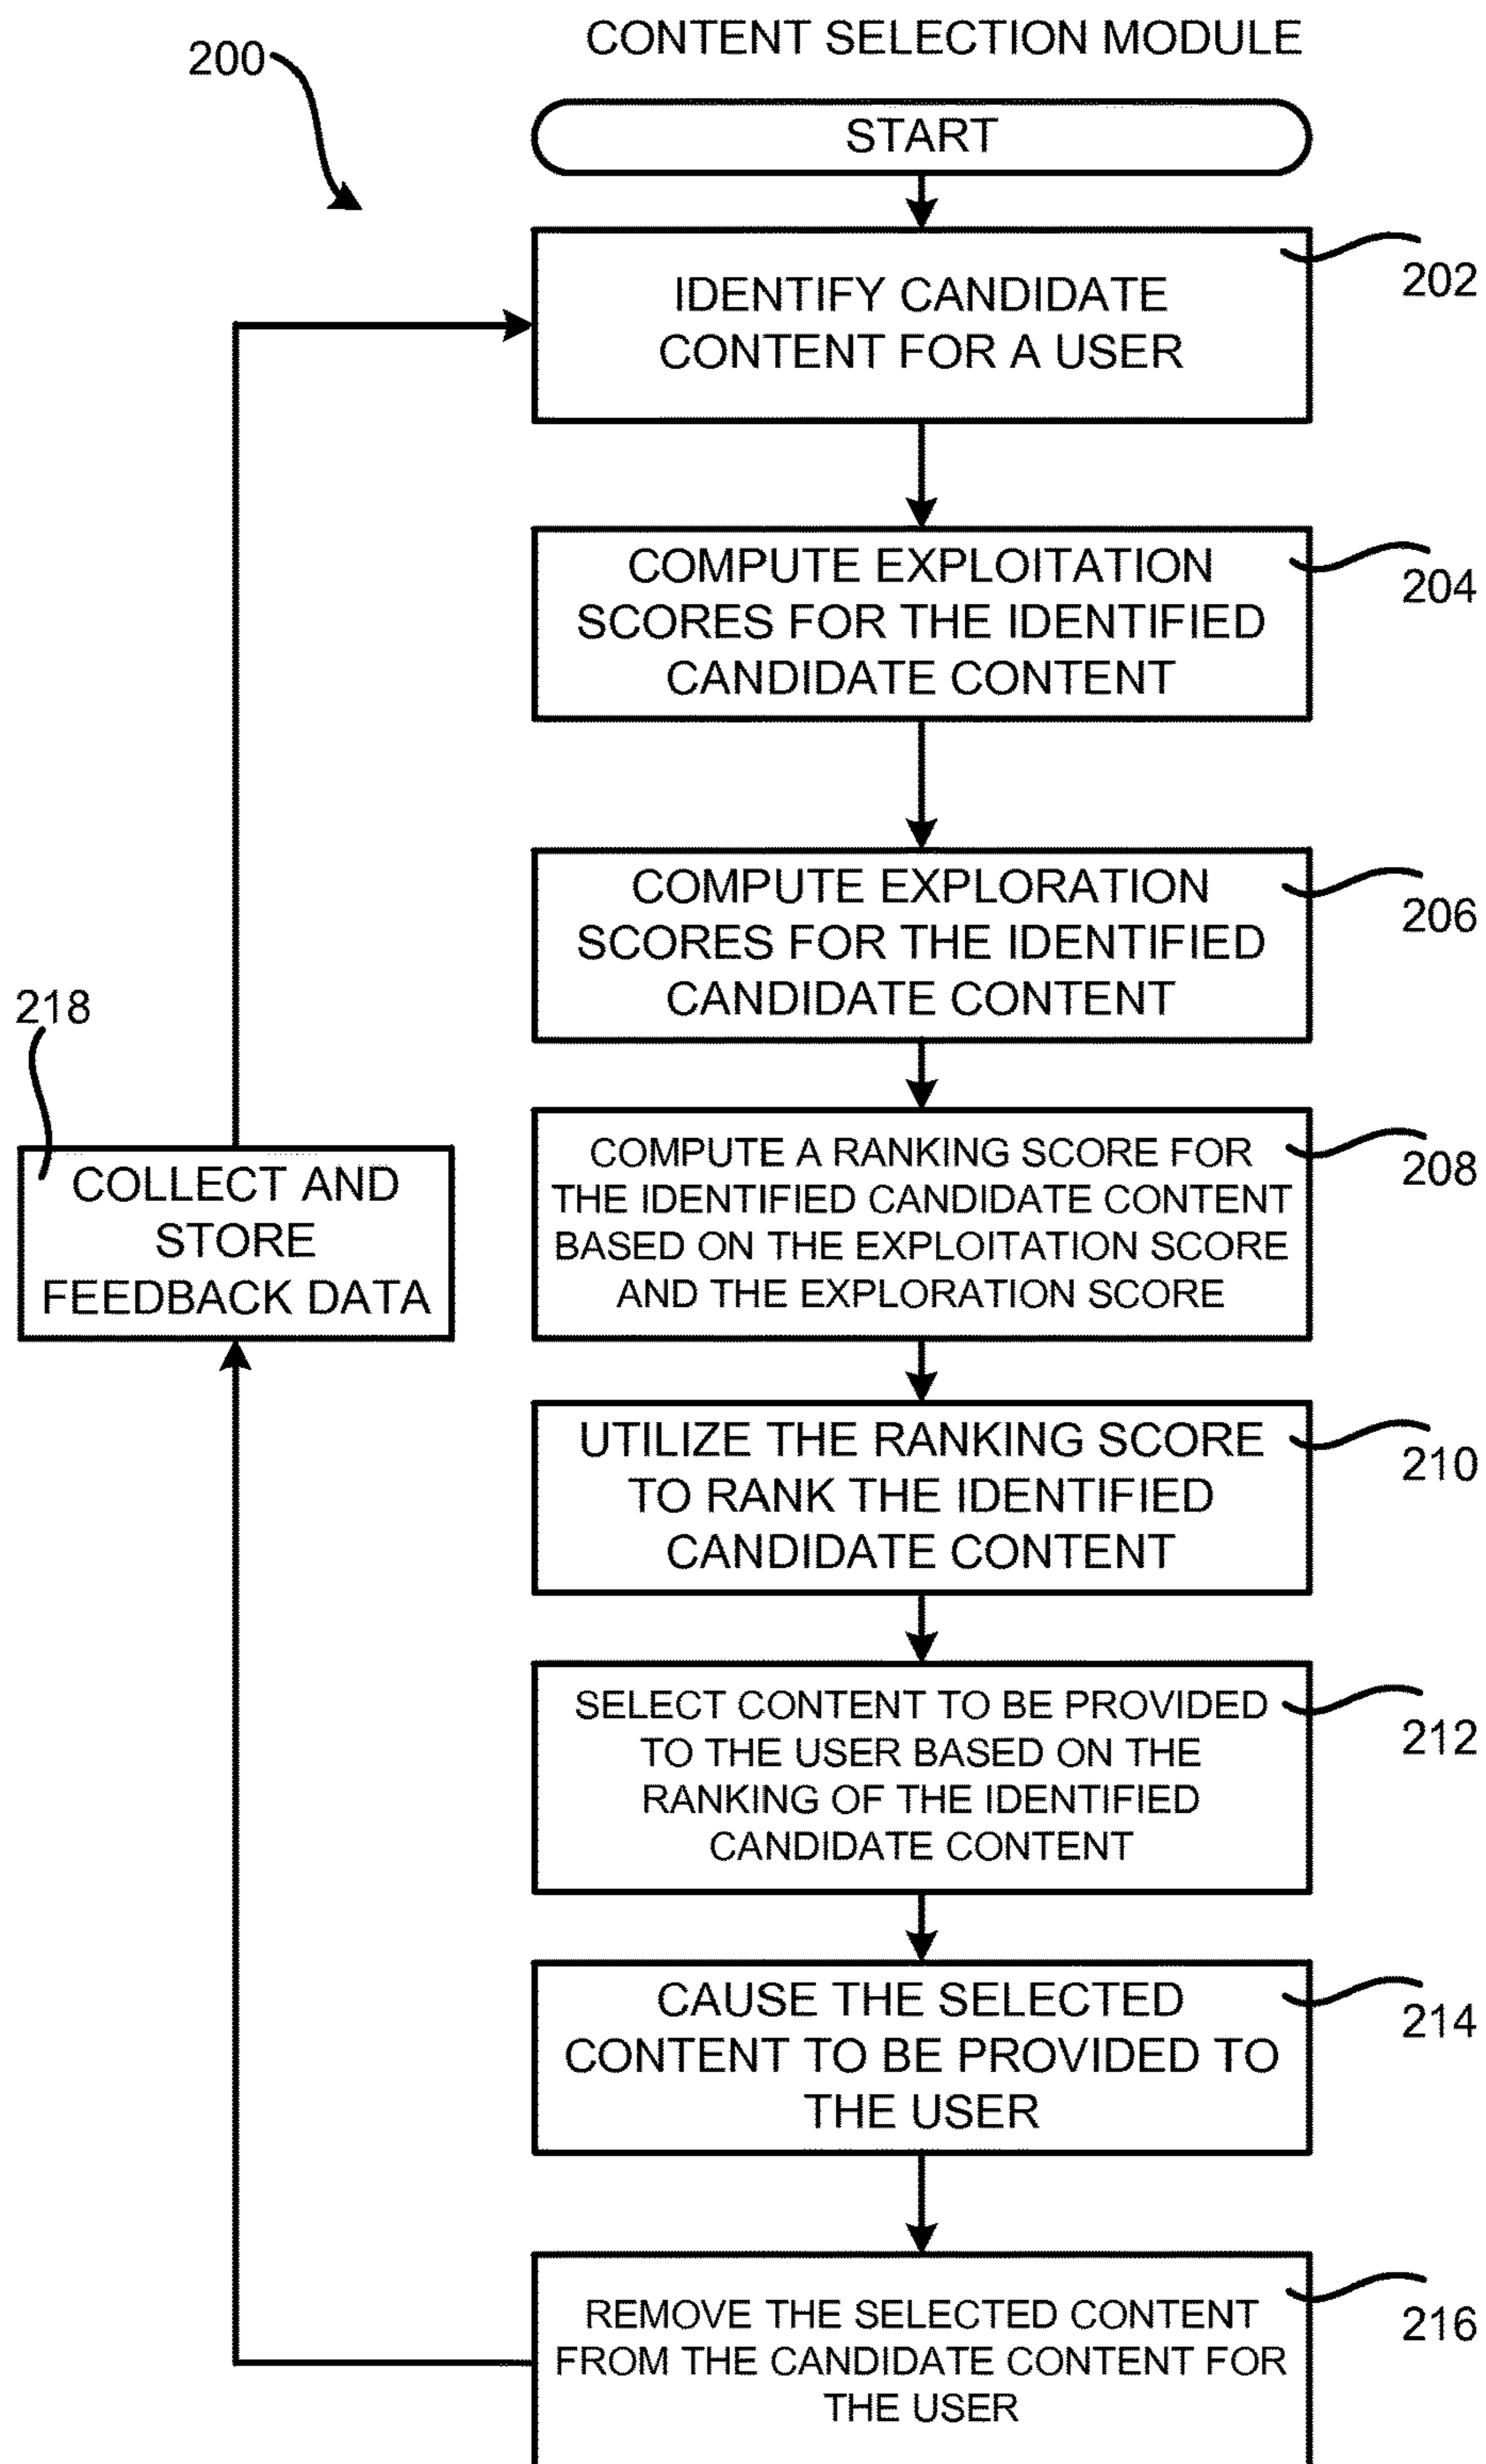 CONTENT SELECTION MODULE
200
START
IDENTIFY CANDIDATE
CONTENT FOR A USER
202
COMPUTE EXPLOITATION
SCORES FOR THE IDENTIFIED
CANDIDATE CONTENT
204
COMPUTE EXPLORATION
SCORES FOR THE IDENTIFIED
CANDIDATE CONTENT
206
218
COLLECT AND
STORE
FEEDBACK DATA
COMPUTE A RANKING SCORE FOR
THE IDENTIFIED CANDIDATE CONTENT
BASED ON THE EXPLOITATION SCORE
AND THE EXPLORATION SCORE
208
UTILIZE THE RANKING SCORE
TO RANK THE IDENTIFIED
CANDIDATE CONTENT
210
SELECT CONTENT TO BE PROVIDED
TO THE USER BASED ON THE
RANKING OF THE IDENTIFIED
CANDIDATE CONTENT
212
CAUSE THE SELECTED
CONTENT TO BE PROVIDED TO
THE USER
214
REMOVE THE SELECTED CONTENT
FROM THE CANDIDATE CONTENT FOR
THE USER
216